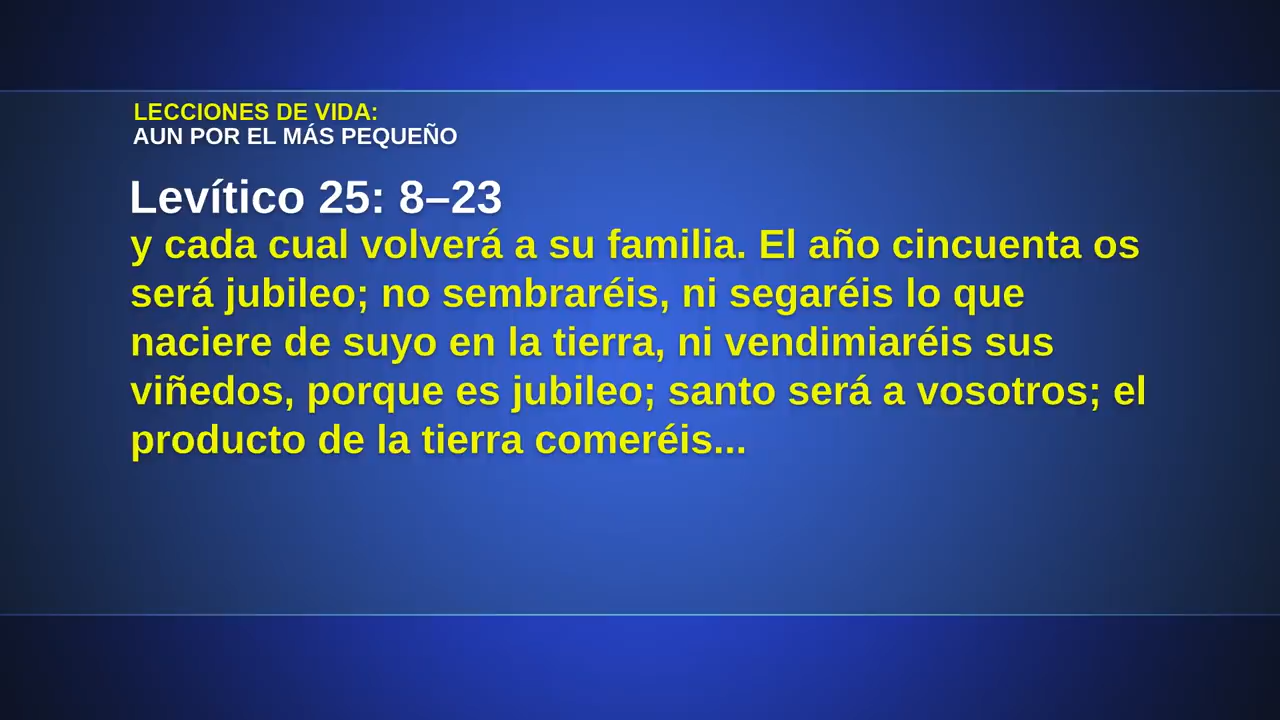 LECCIONES DE VIDA:
AUN POR EL MÁS PEQUEÑO
Levítico 25: 8–23
y cada cual volverá a su familia. El año cincuenta os
será jubileo; no sembraréis, ni segaréis lo que
naciere de suyo en la tierra, ni vendimiaréis sus
viñedos, porque es jubileo; santo será a vosotros; el
producto de la tierra comeréis...